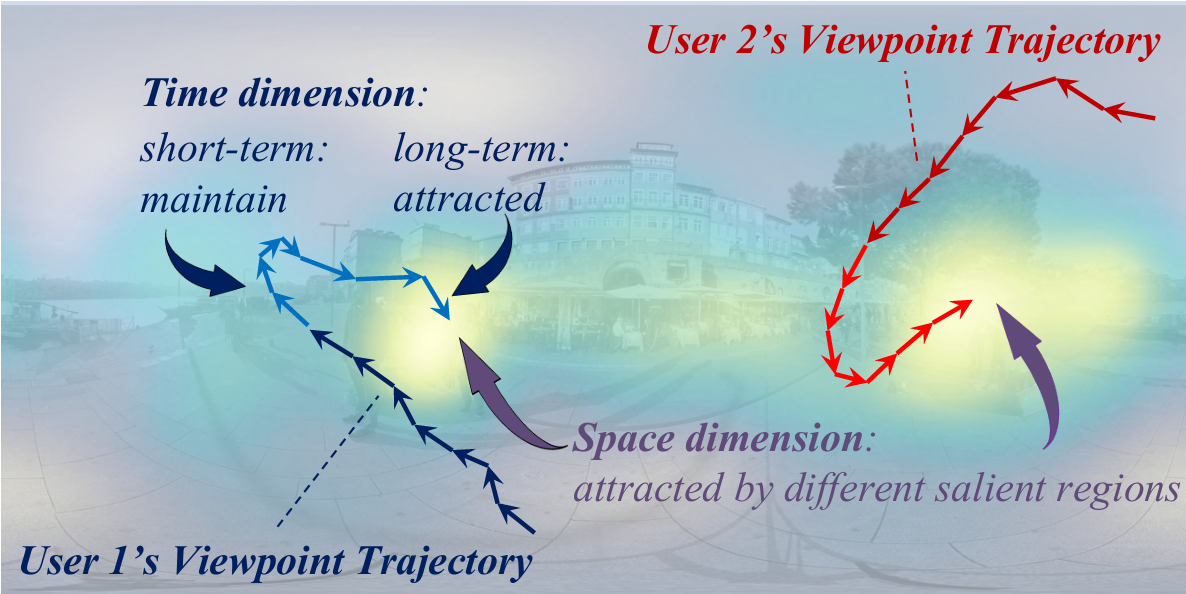 User 2’s Viewpoint Trajectory
Time dimension:
short-term:
maintain
long-term:
attracted
Space dimension:
attracted by different salient regions
User 1’s Viewpoint Trajectory